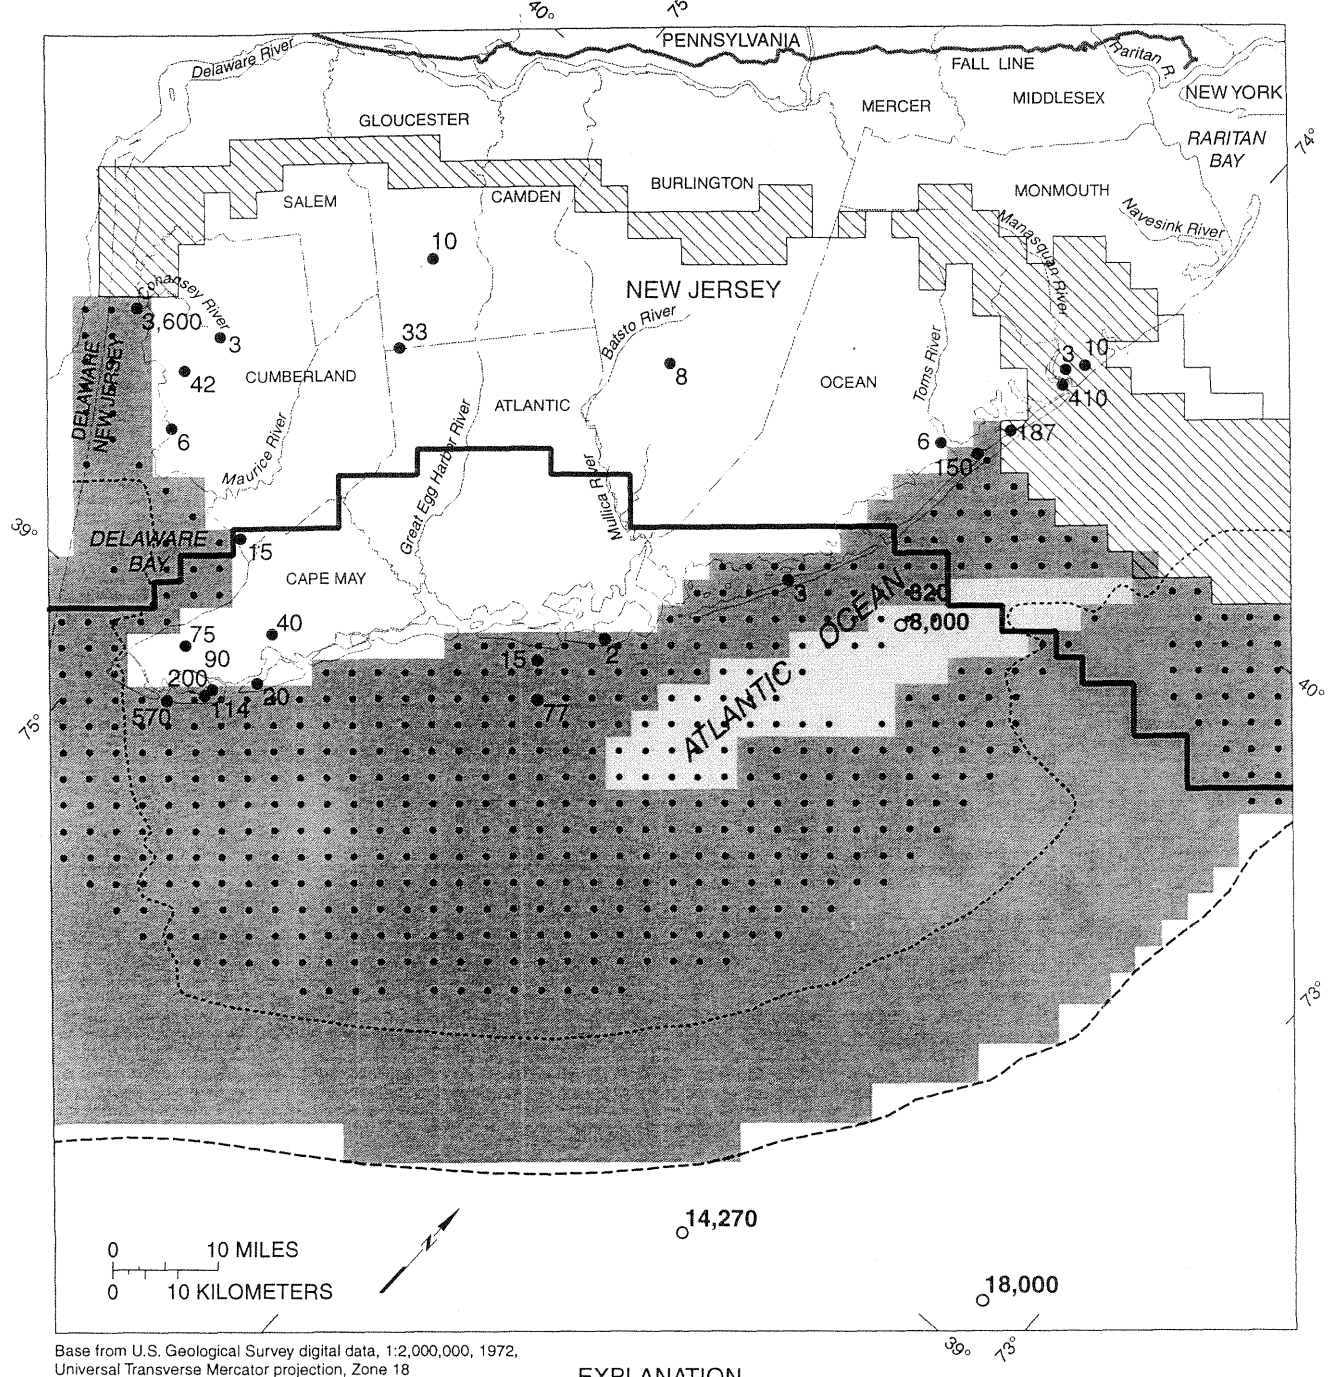 40°
75
PENNSYLVANIA
Delaware River
FALL LINE
Raritan R.
NEW YORK
MERCER
MIDDLESEX
GLOUCESTER
RARITAN
BAY
74°
SALEM
CAMDEN
BURLINGTON
MONMOUTH
Navesink River
Manasquan River
10
NEW JERSEY
Cohansey River
3,600
3
33
Batsto River
Toms River
3
10
42
CUMBERLAND
8
OCEAN
410
DELAWARE
NEW JERSEY
ATLANTIC
6
187
6
150
Maurice River
Great Egg Harbor River
Mullica River
39°
DELAWARE
BAY
15
CAPE MAY
3
820
8,000
40
75
90
15
2
ATLANTIC OCEAN
200
20
40°
570
114
77
75°
73°
14,270
0 10 MILES
0 10 KILOMETERS
N
18,000
39°
73°
Base from U.S. Geological Survey digital data, 1:2,000,000, 1972,
Universal Transverse Mercator projection, Zone 18
EXPLANATION